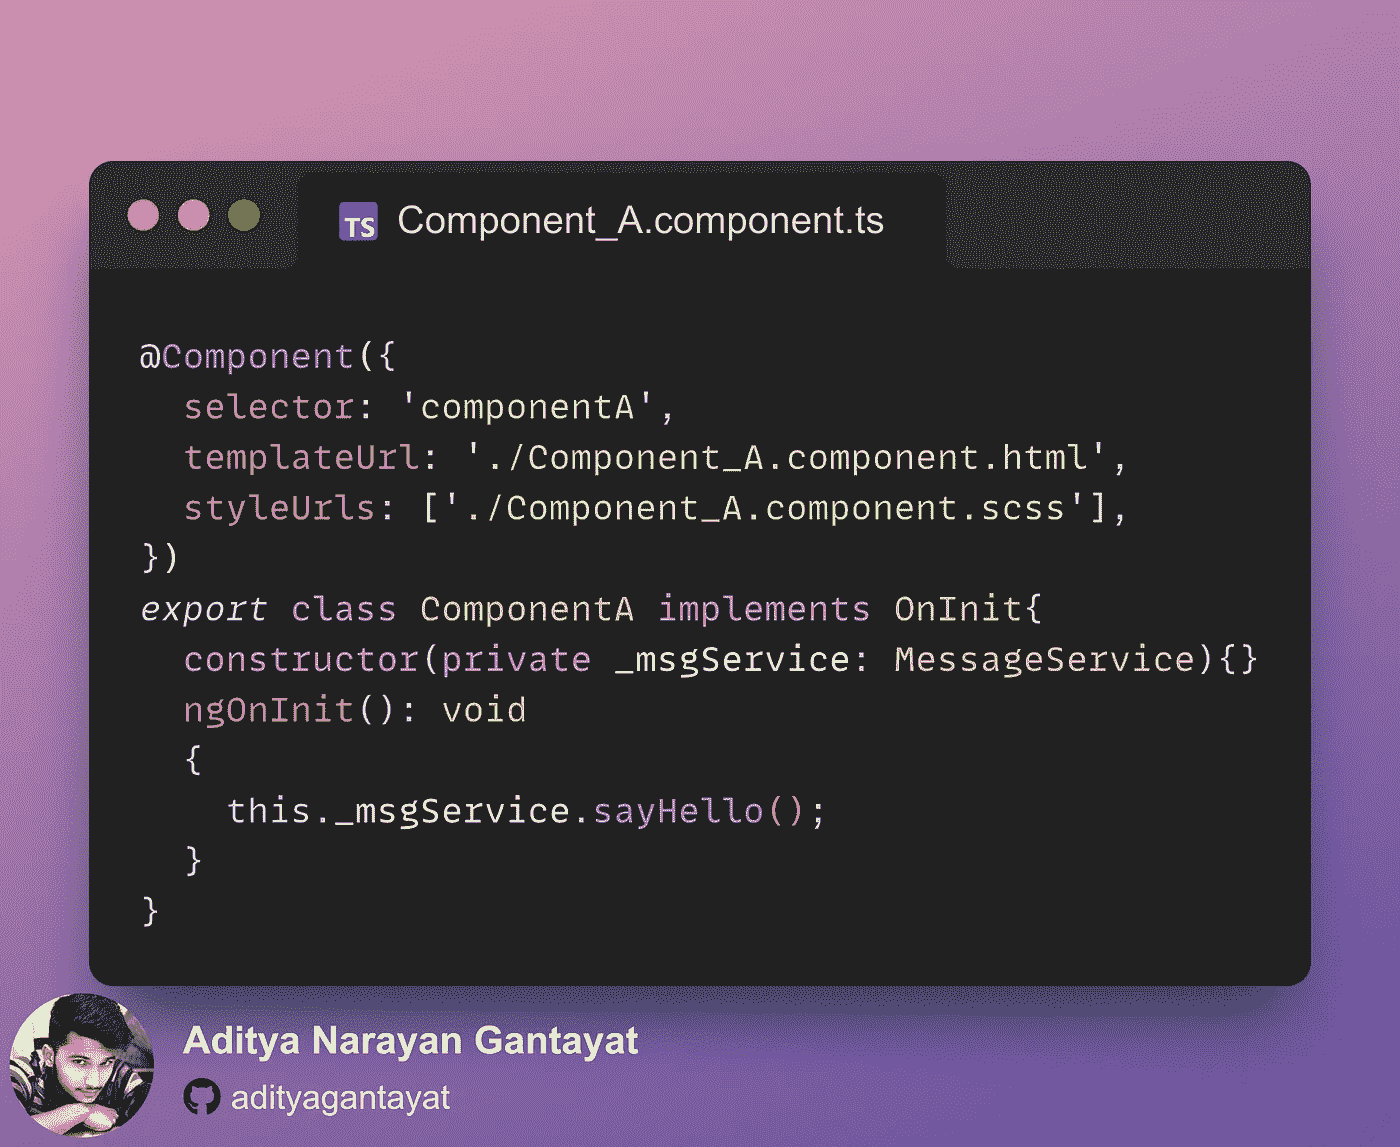 TS Component_A.component.ts
@Component({
  selector: 'componentA',
  templateUrl: './Component_A.component.html',
  styleUrls: ['./Component_A.component.scss'],
})
export class ComponentA implements OnInit{
  constructor(private _msgService: MessageService){}
  ngOnInit(): void
  {
    this._msgService.sayHello();
  }
}
Aditya Narayan Gantayat
adityagantayat